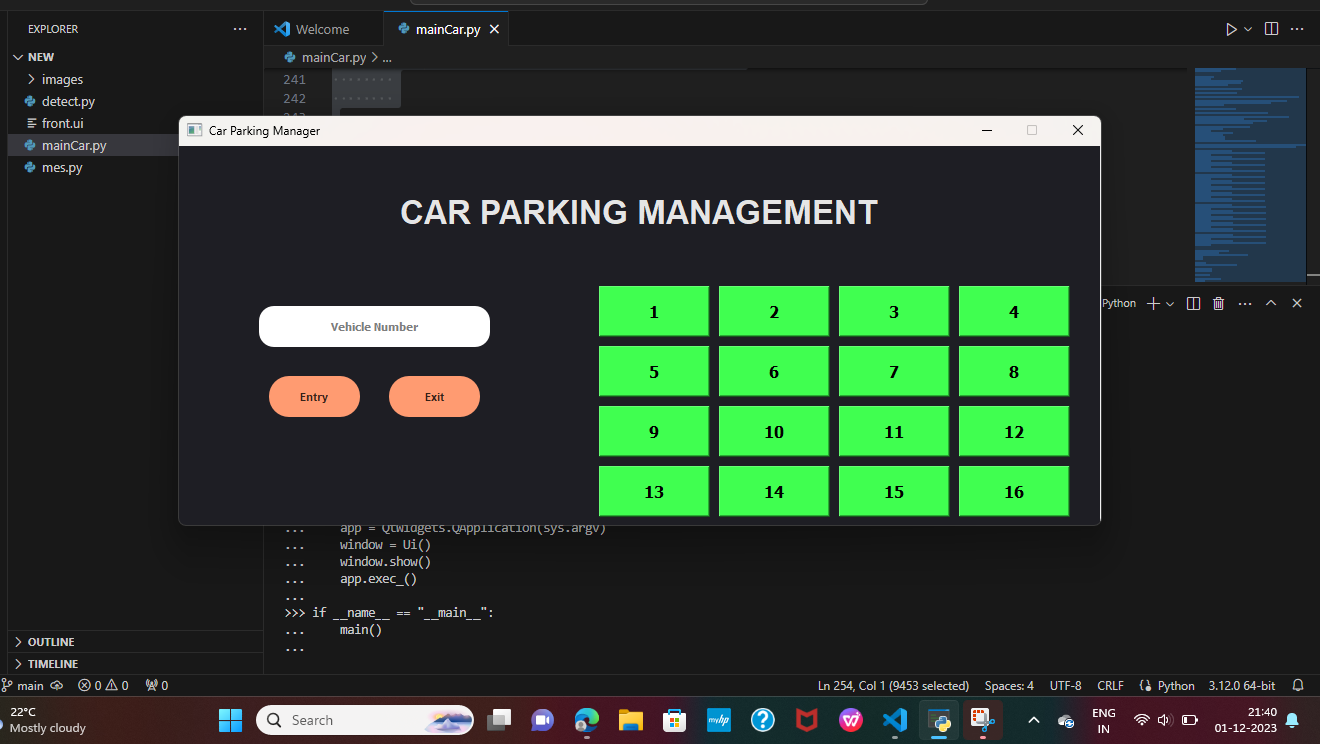 EXPLORER
Welcome
mainCar.py
NEW
mainCar.py > ...
images
detect.py
front.ui
mainCar.py
mes.py
241
242
Car Parking Manager
CAR PARKING MANAGEMENT
Vehicle Number
Entry Exit
1 2 3 4
5 6 7 8
9 10 11 12
13 14 15 16
Python
... app = QtWidgets.QApplication(sys.argv)
... window = Ui()
... window.show()
... app.exec_()
...
>>> if __name__ == "__main__":
... main()
...
OUTLINE
TIMELINE
main 0 0 0 Ln 254, Col 1 (9453 selected) Spaces: 4 UTF-8 CRLF Python 3.12.0 64-bit
22°C
Mostly cloudy
Search
myhp
ENG
IN
21:40
01-12-2023